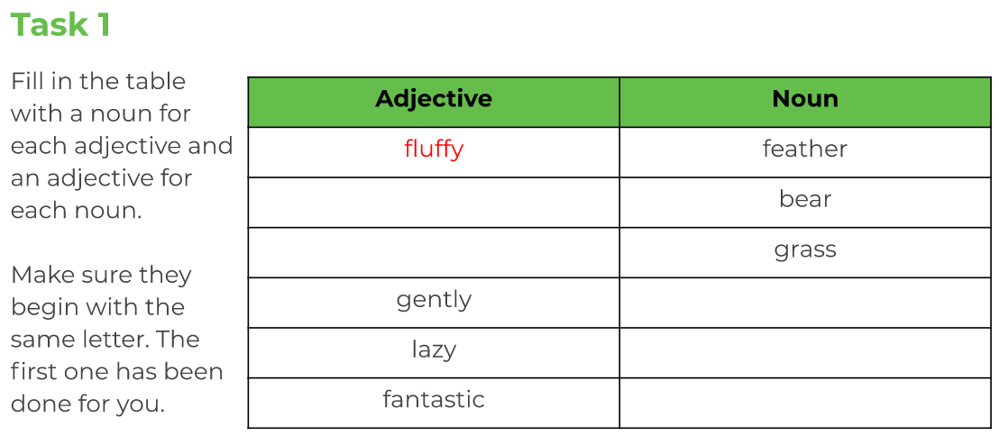 Task 1
Fill in the table
with a noun for
each adjective and
an adjective for
each noun.
Make sure they
begin with the
same letter. The
first one has been
done for you.
Adjective Noun
fluffy feather
bear
grass
gently
lazy
fantastic